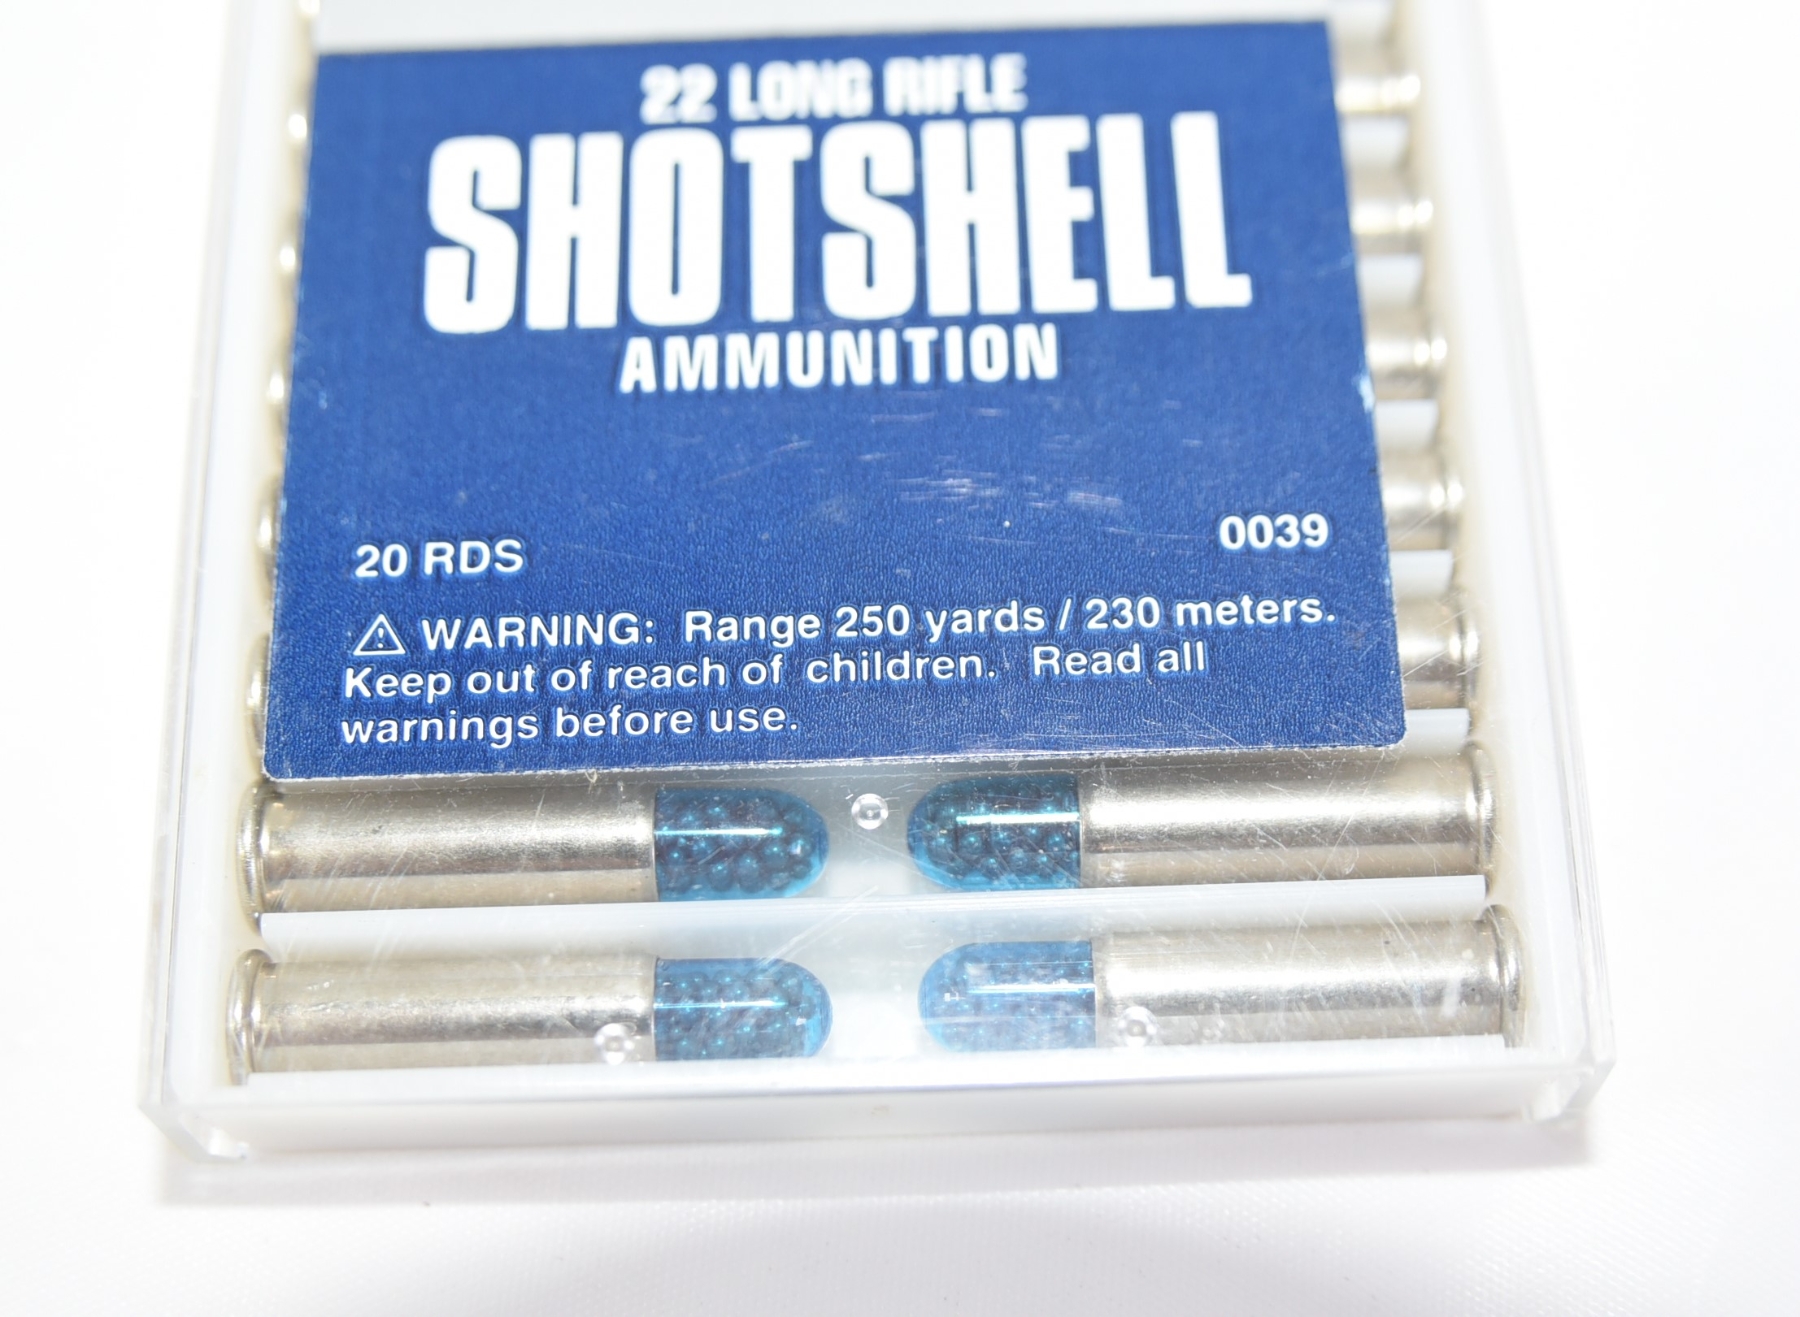 22 LONG RIFLE
SHOTSHELL
AMMUNITION
20 RDS
0039
⚠ WARNING: Range 250 yards / 230 meters.
Keep out of reach of children. Read all
warnings before use.